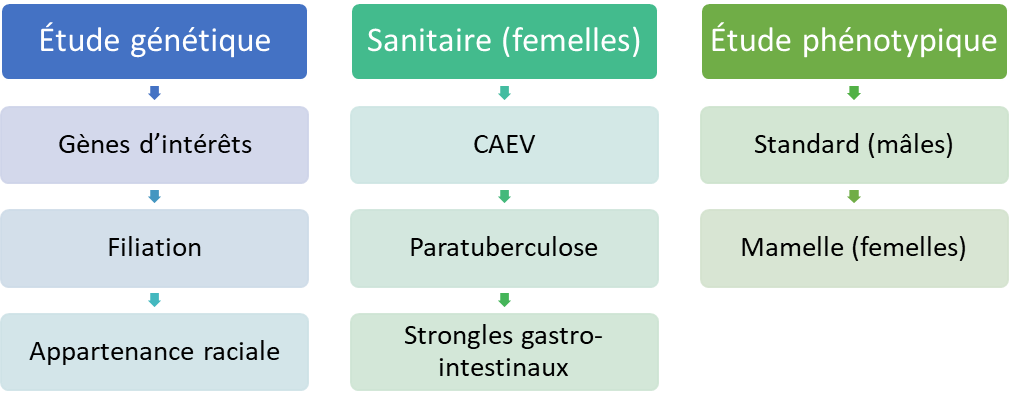 Étude génétique
Gènes d'intérêts
Filiation
Appartenance raciale
Sanitaire (femelles)
CAEV
Paratuberculose
Strongles gastro-
intestinaux
Étude phénotypique
Standard (mâles)
Mamelle (femelles)